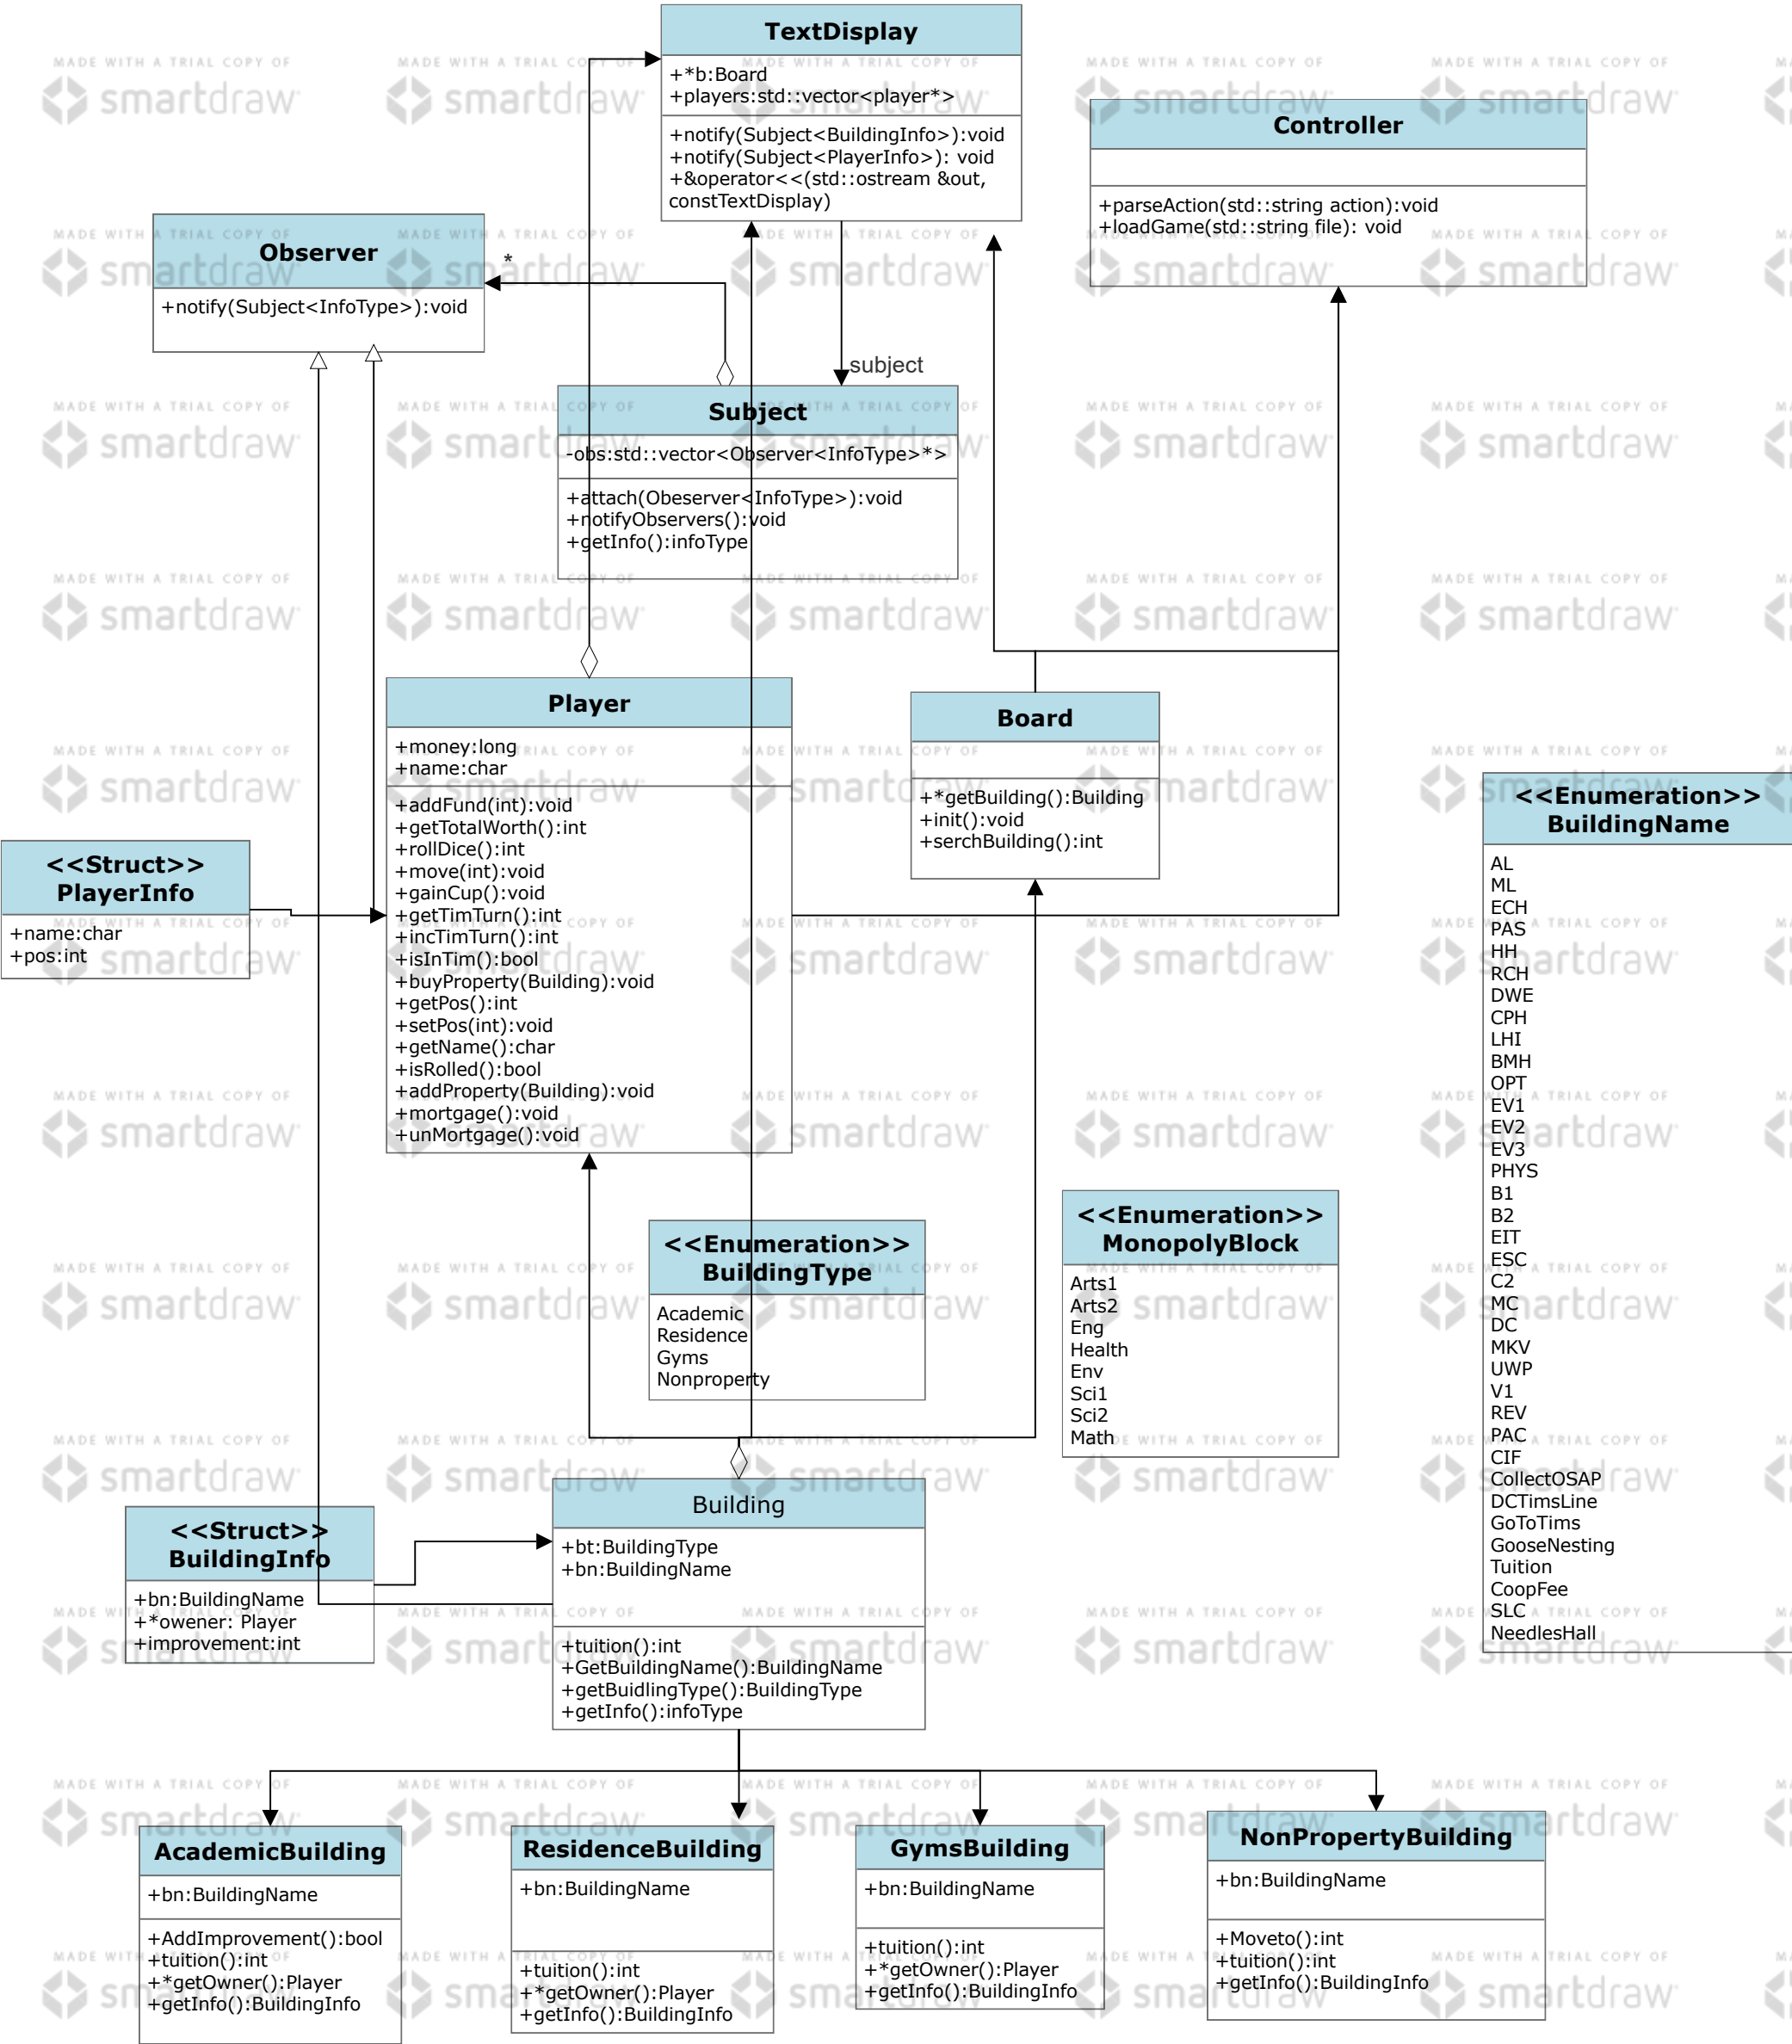 TextDisplay
+*b:Board
+players:std::vector<player*>
+notify(Subject<BuildingInfo>):void
+notify(Subject<PlayerInfo>): void
+&operator<<(std::ostream &out,
constTextDisplay)
Controller
+parseAction(std::string action):void
+loadGame(std::string file): void
Observer
+notify(Subject<InfoType>):void
*
subject
Subject
-obs:std::vector<Observer<InfoType>*>
+attach(Obeserver<InfoType>):void
+notifyObservers():void
+getInfo():infoType
Player
+money:long
+name:char
+addFund(int):void
+getTotalWorth():int
+rollDice():int
+move(int):void
+gainCup():void
+getTimTurn():int
+incTimTurn():int
+isInTim():bool
+buyProperty(Building):void
+getPos():int
+setPos(int):void
+getName():char
+isRolled():bool
+addProperty(Building):void
+mortgage():void
+unMortgage():void
Board
+*getBuilding():Building
+init():void
+serchBuilding():int
<<Struct>>
PlayerInfo
+name:char
+pos:int
<<Enumeration>>
BuildingName
AL
ML
ECH
PAS
HH
RCH
DWE
CPH
LHI
BMH
OPT
EV1
EV2
EV3
PHYS
B1
B2
EIT
ESC
C2
MC
DC
MKV
UWP
V1
REV
PAC
CIF
CollectOSAP
DCTimsLine
GoToTims
GooseNesting
Tuition
CoopFee
SLC
NeedlesHall
<<Enumeration>>
BuildingType
Academic
Residence
Gyms
Nonproperty
<<Enumeration>>
MonopolyBlock
Arts1
Arts2
Eng
Health
Env
Sci1
Sci2
Math
<<Struct>>
BuildingInfo
+bn:BuildingName
+*owener: Player
+improvement:int
Building
+bt:BuildingType
+bn:BuildingName
+tuition():int
+GetBuildingName():BuildingName
+getBuidlingType():BuildingType
+getInfo():infoType
AcademicBuilding
+bn:BuildingName
+AddImprovement():bool
+tuition():int
+*getOwner():Player
+getInfo():BuildingInfo
ResidenceBuilding
+bn:BuildingName
+tuition():int
+*getOwner():Player
+getInfo():BuildingInfo
GymsBuilding
+bn:BuildingName
+tuition():int
+*getOwner():Player
+getInfo():BuildingInfo
NonPropertyBuilding
+bn:BuildingName
+Moveto():int
+tuition():int
+getInfo():BuildingInfo
MADE WITH A TRIAL COPY OF
smartdraw